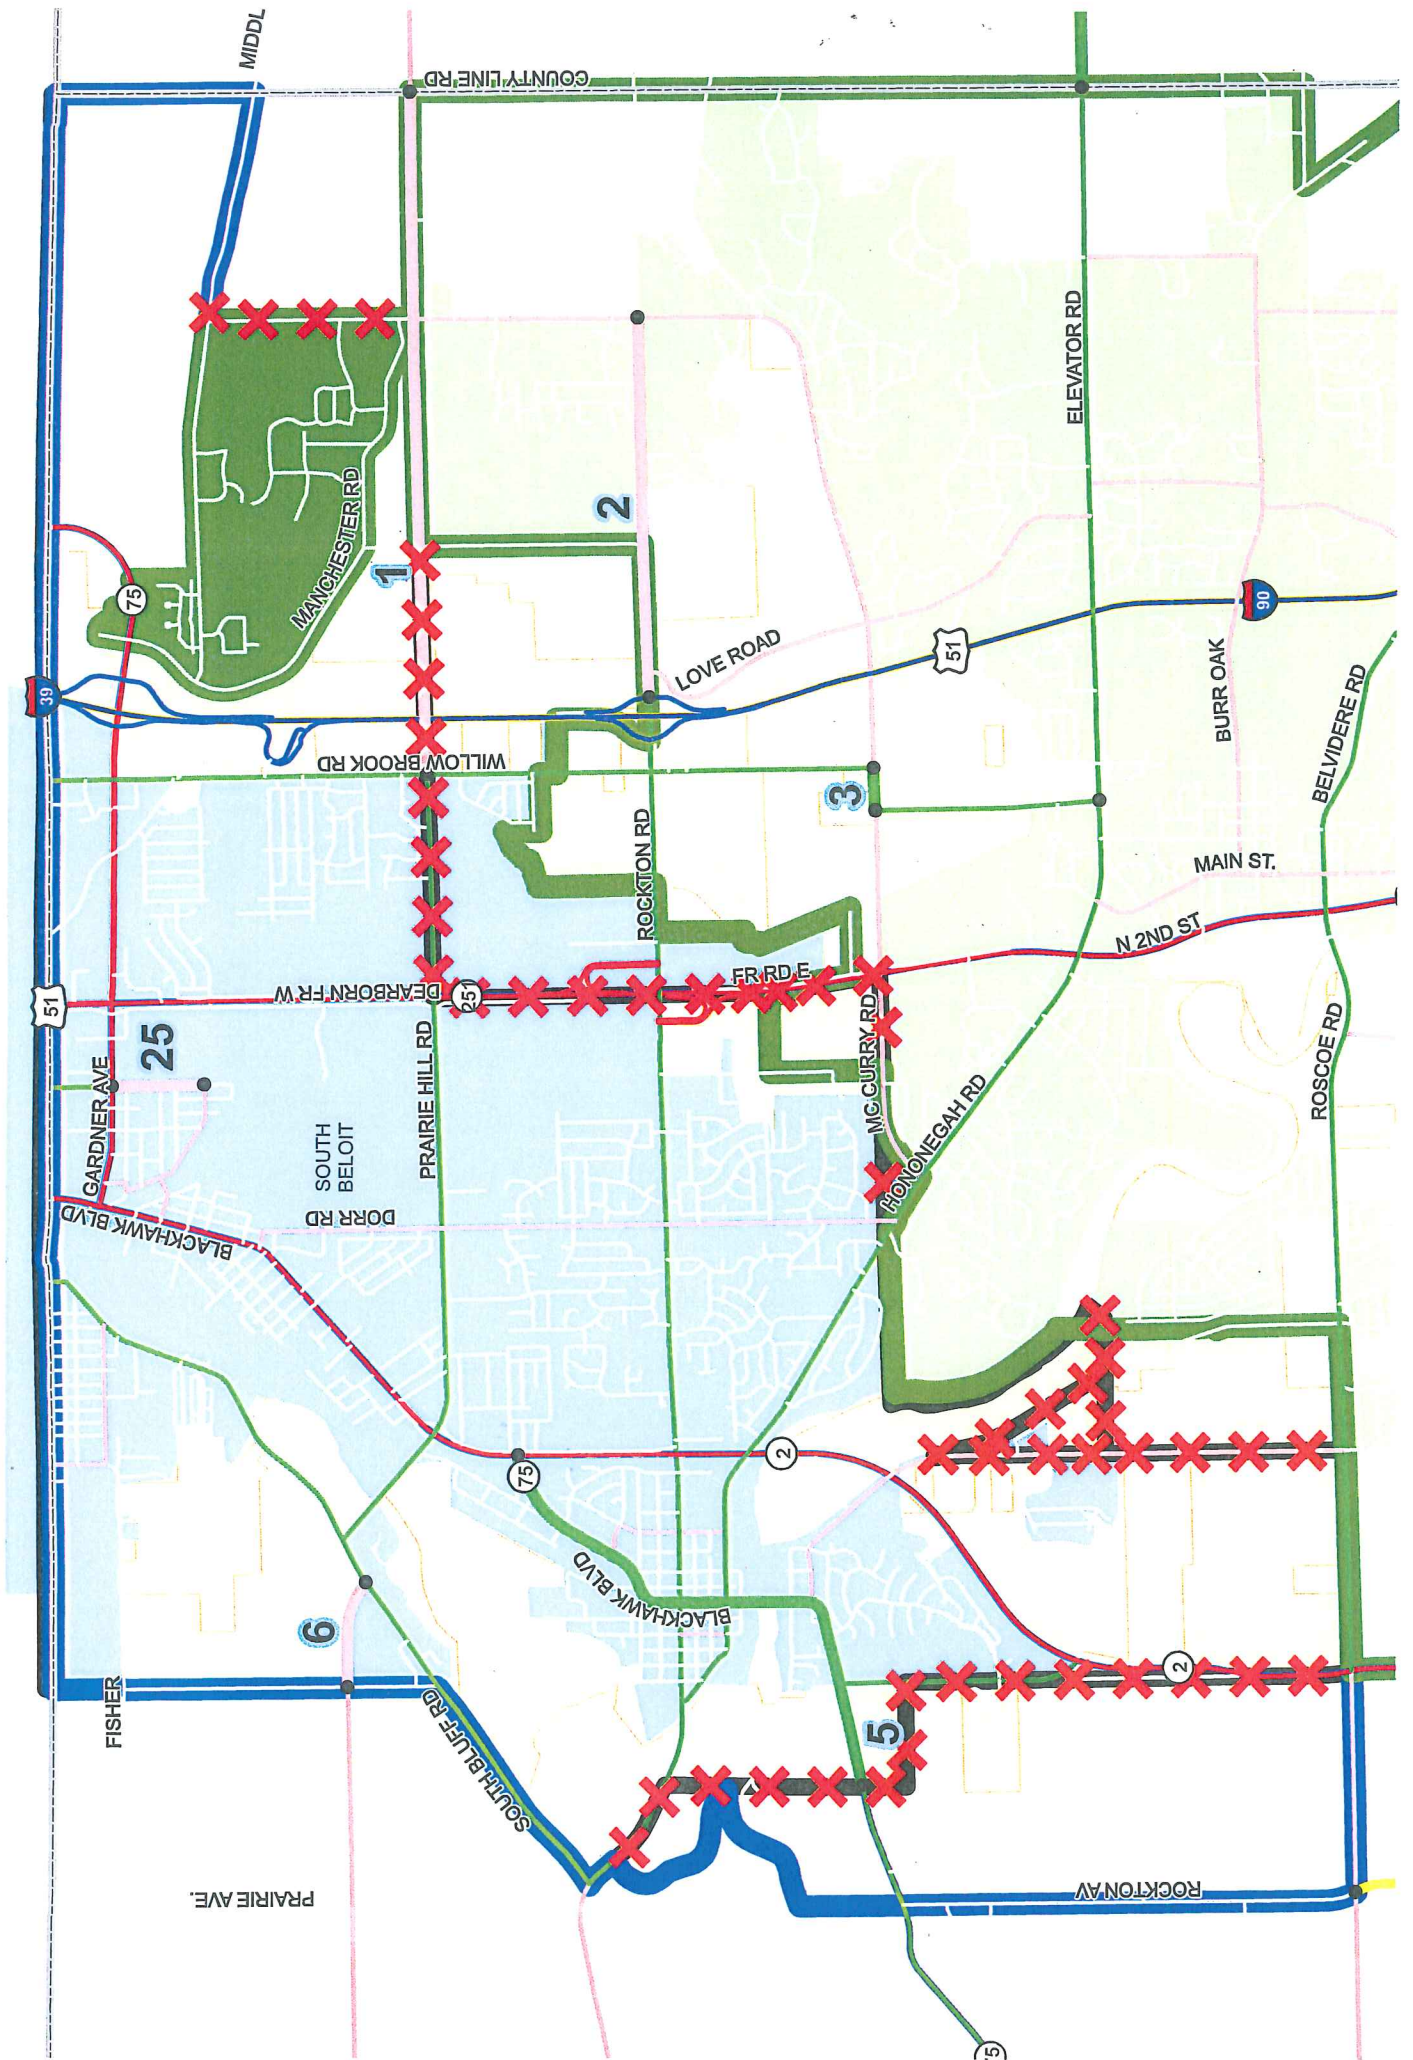 MIDDL
COUNTY LINE RD
75
MANCHESTER RD
1
2
ELEVATOR RD
39
LOVE ROAD
51
90
WILLOW BROOK RD
3
BURR OAK
BELVIDERE RD
ROCKTON RD
MAIN ST.
N 2ND ST
51
DEARBORN FR W
251
FR RD E
25
GARDNER AVE
SOUTH
BELOIT
PRAIRIE HILL RD
MC CURRY RD
HONONEGAH RD
ROSCOE RD
BLACKHAWK BLVD
DORR RD
75
2
BLACKHAWK BLVD
6
FISHER
SOUTH BLUFF RD
5
2
PRAIRIE AVE.
ROCKTON AV